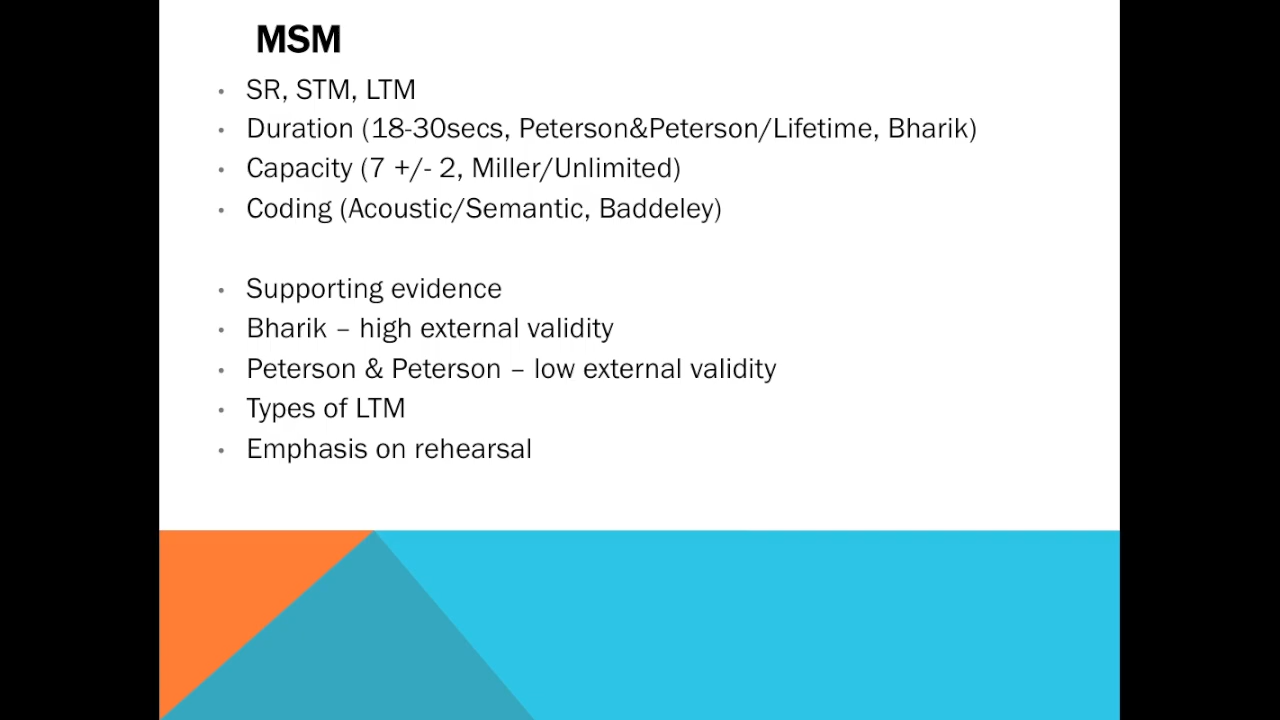 MSM
• SR, STM, LTM
• Duration (18-30secs, Peterson&Peterson/Lifetime, Bharik)
• Capacity (7 +/- 2, Miller/Unlimited)
• Coding (Acoustic/Semantic, Baddeley)
• Supporting evidence
• Bharik – high external validity
• Peterson & Peterson – low external validity
• Types of LTM
• Emphasis on rehearsal